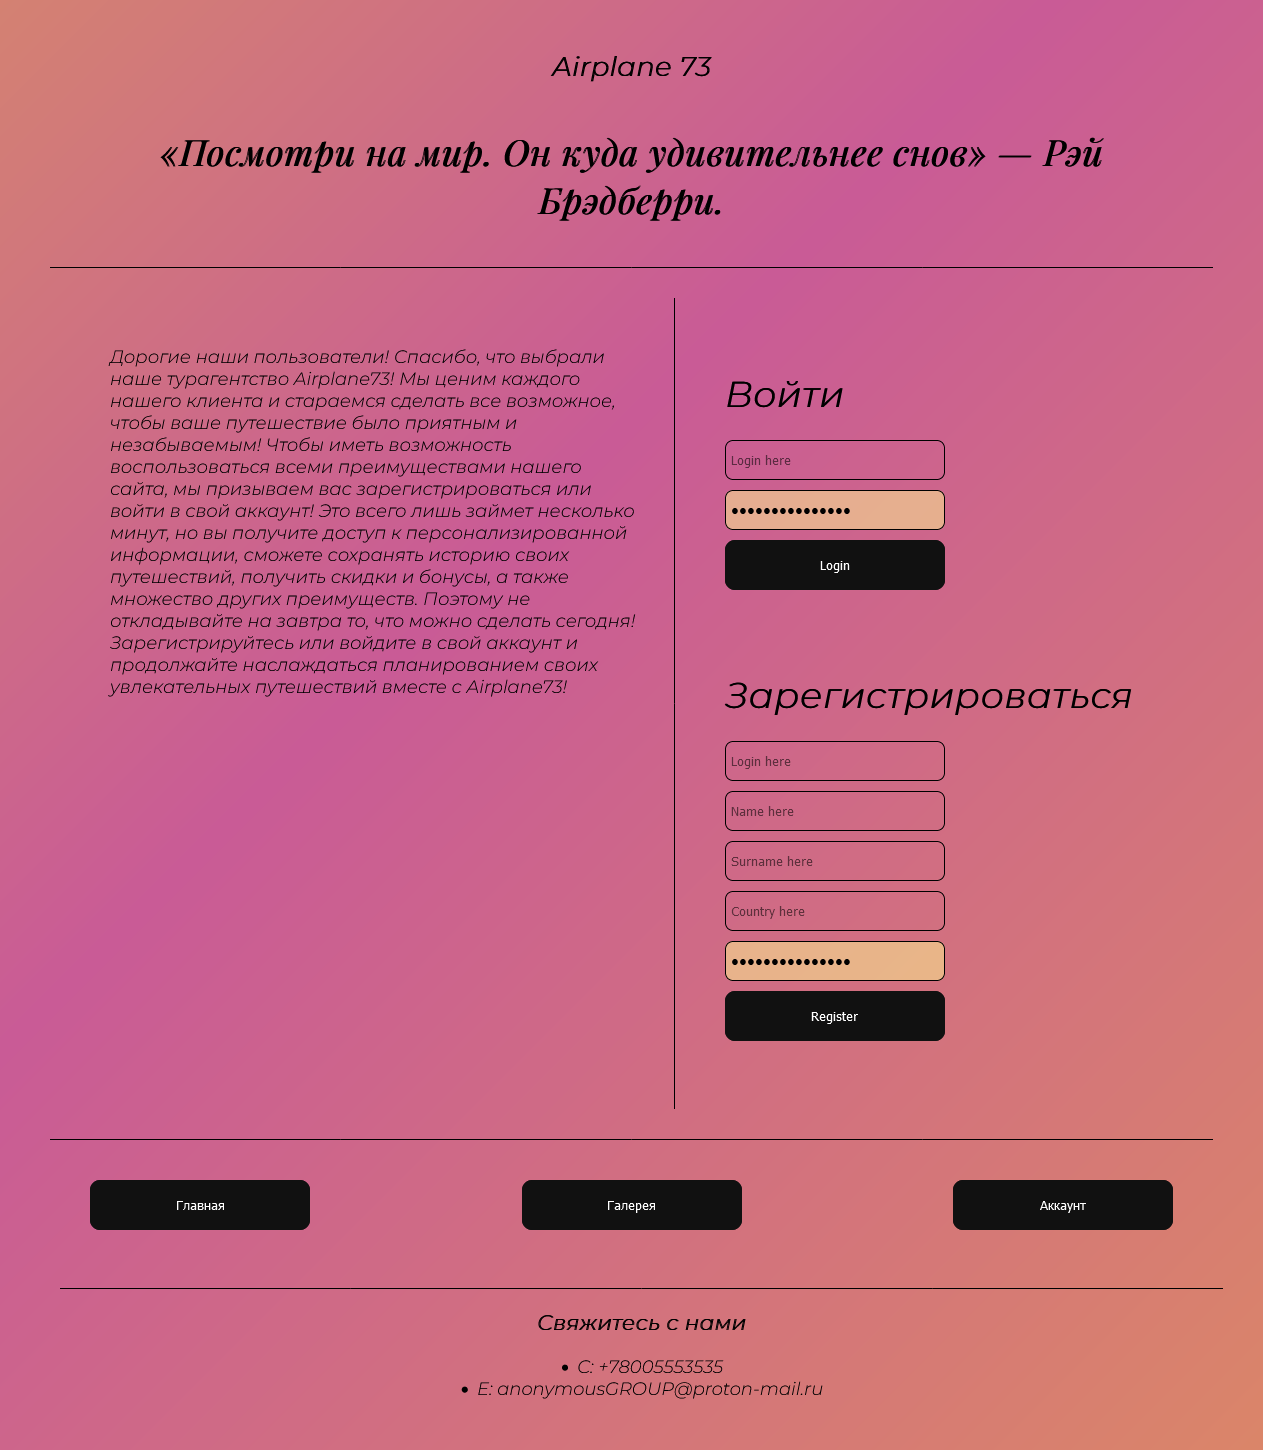 Airplane 73
«Посмотри на мир. Он куда удивительнее снов» — Рэй
Брэдберри.
Дорогие наши пользователи! Спасибо, что выбрали
наше турагентство Airplane73! Мы ценим каждого
нашего клиента и стараемся сделать все возможное,
чтобы ваше путешествие было приятным и
незабываемым! Чтобы иметь возможность
воспользоваться всеми преимуществами нашего
сайта, мы призываем вас зарегистрироваться или
войти в свой аккаунт! Это всего лишь займет несколько
минут, но вы получите доступ к персонализированной
информации, сможете сохранять историю своих
путешествий, получить скидки и бонусы, а также
множество других преимуществ. Поэтому не
откладывайте на завтра то, что можно сделать сегодня!
Зарегистрируйтесь или войдите в свой аккаунт и
продолжайте наслаждаться планированием своих
увлекательных путешествий вместе с Airplane73!
Войти
Login here
•••••••••••••••
Login
Зарегистрироваться
Login here
Name here
Surname here
Country here
•••••••••••••••
Register
Главная
Галерея
Аккаунт
Свяжитесь с нами
• C: +78005553535
• E: anonymousGROUP@proton-mail.ru